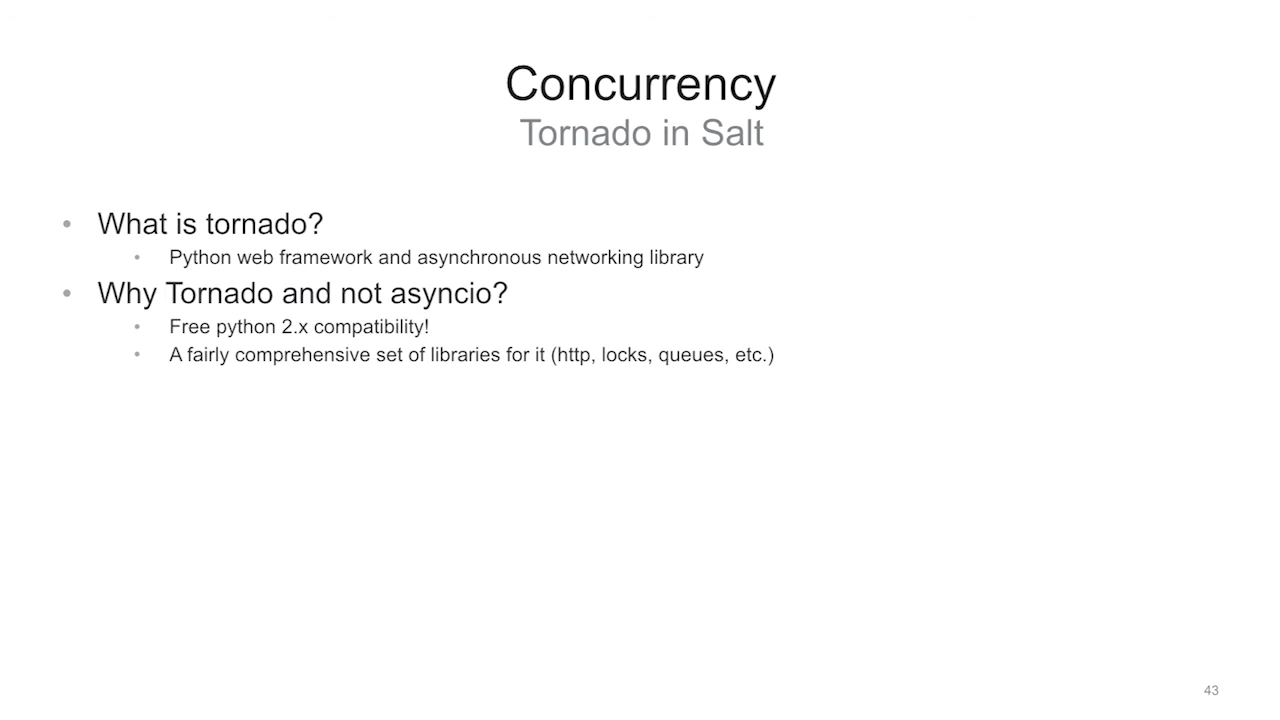 Concurrency
Tornado in Salt
• What is tornado?
• Python web framework and asynchronous networking library
• Why Tornado and not asyncio?
• Free python 2.x compatibility!
• A fairly comprehensive set of libraries for it (http, locks, queues, etc.)
43